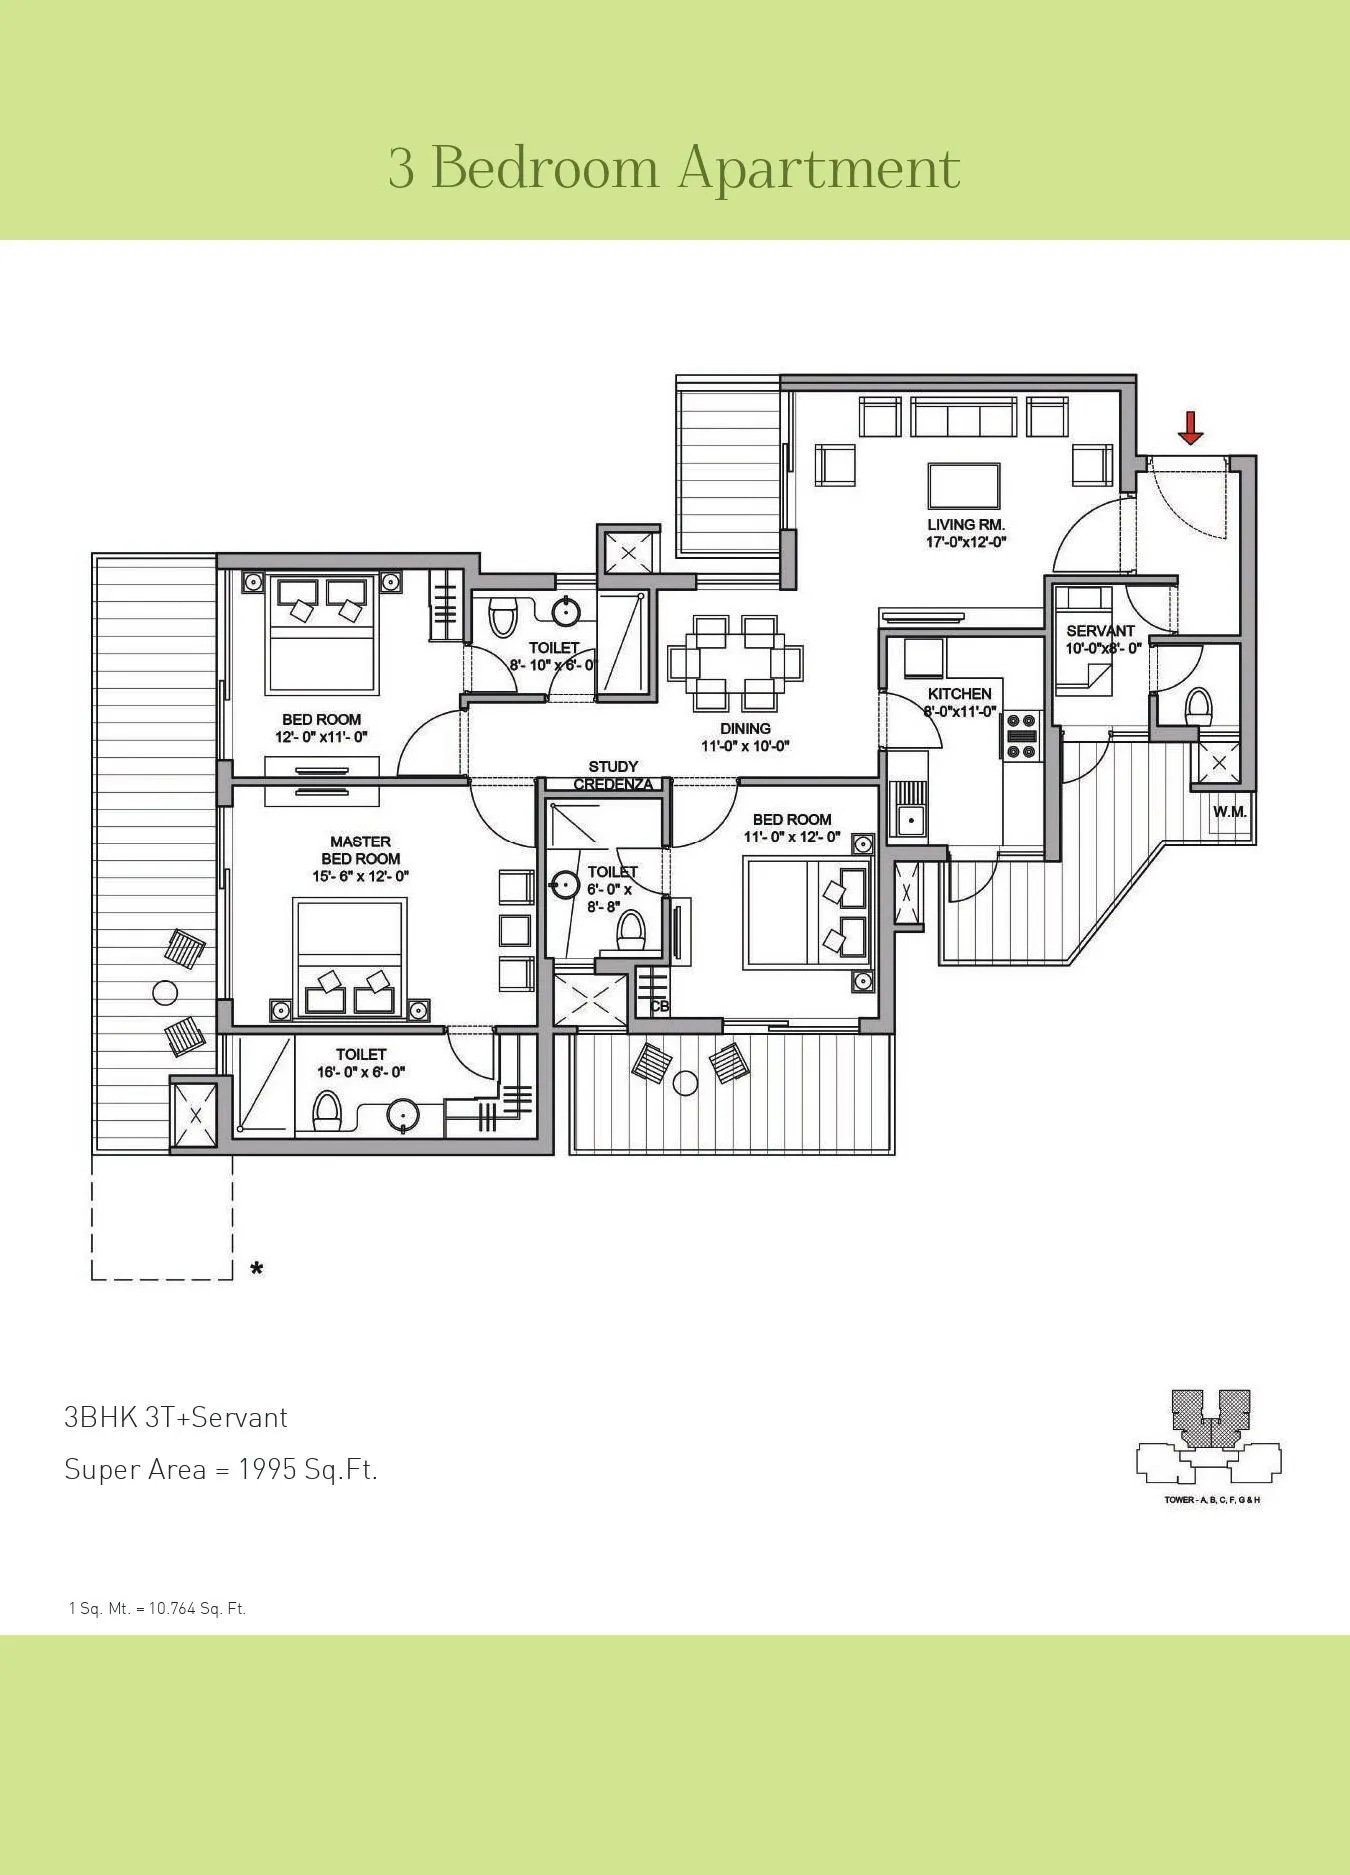 3 Bedroom Apartment
LIVING RM.
17'-0"x12'-0"
SERVANT
10'-0"x8'- 0"
TOILET
8'- 10" x 6'- 0"
KITCHEN
8'-0"x11'-0"
BED ROOM
12'- 0" x11'- 0"
DINING
11'-0" x 10'-0"
STUDY
CREDENZA
W.M.
BED ROOM
11'- 0" x 12'- 0"
MASTER
BED ROOM
15'- 6" x 12'- 0"
TOILET
6'- 0" x
8'- 8"
CB
TOILET
16'- 0" x 6'- 0"
*
3BHK 3T+Servant
Super Area = 1995 Sq.Ft.
TOWER - A, B, C, F, G & H
1 Sq. Mt. = 10.764 Sq. Ft.